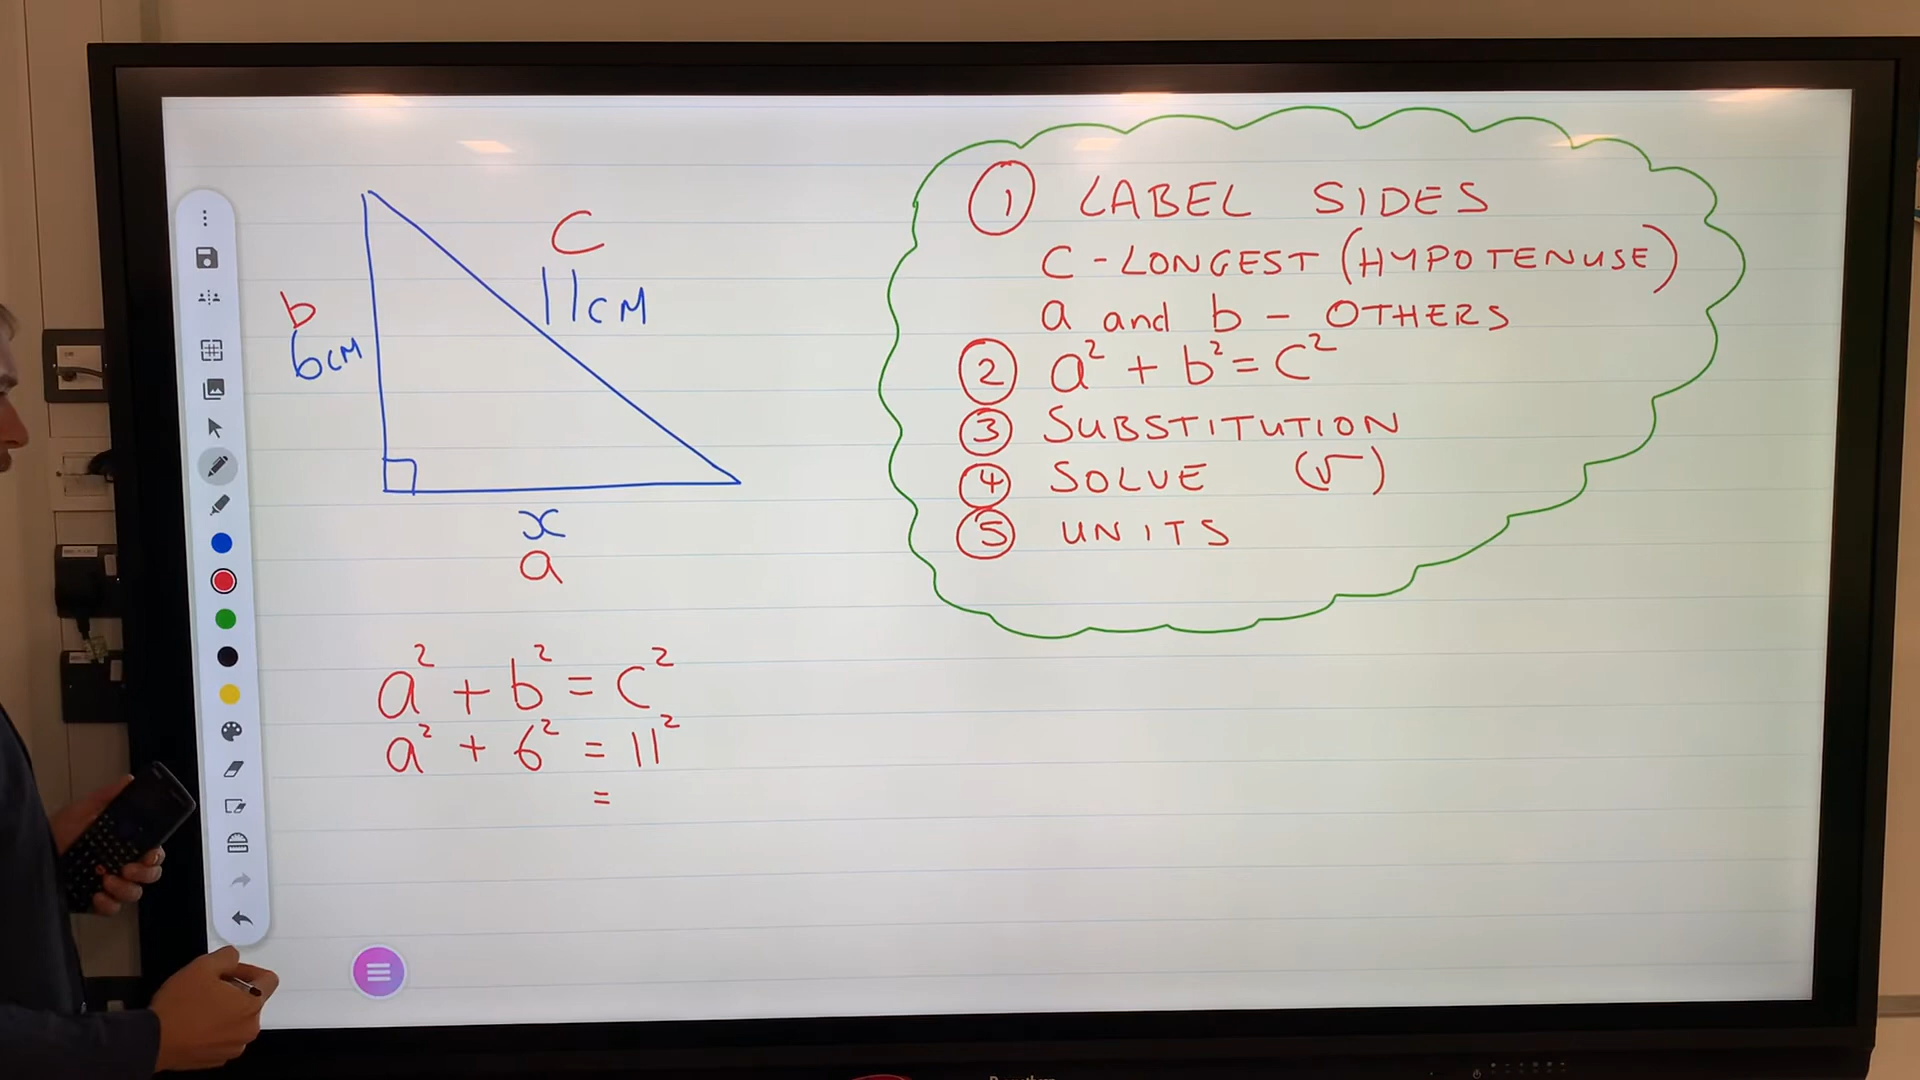 C
11cm
b
6cm
x
a
a² + b² = c²
a² + 6² = 11²
=
① LABEL SIDES
C - LONGEST (HYPOTENUSE)
a and b - OTHERS
② a² + b² = c²
③ SUBSTITUTION
④ SOLVE (√)
⑤ UNITS